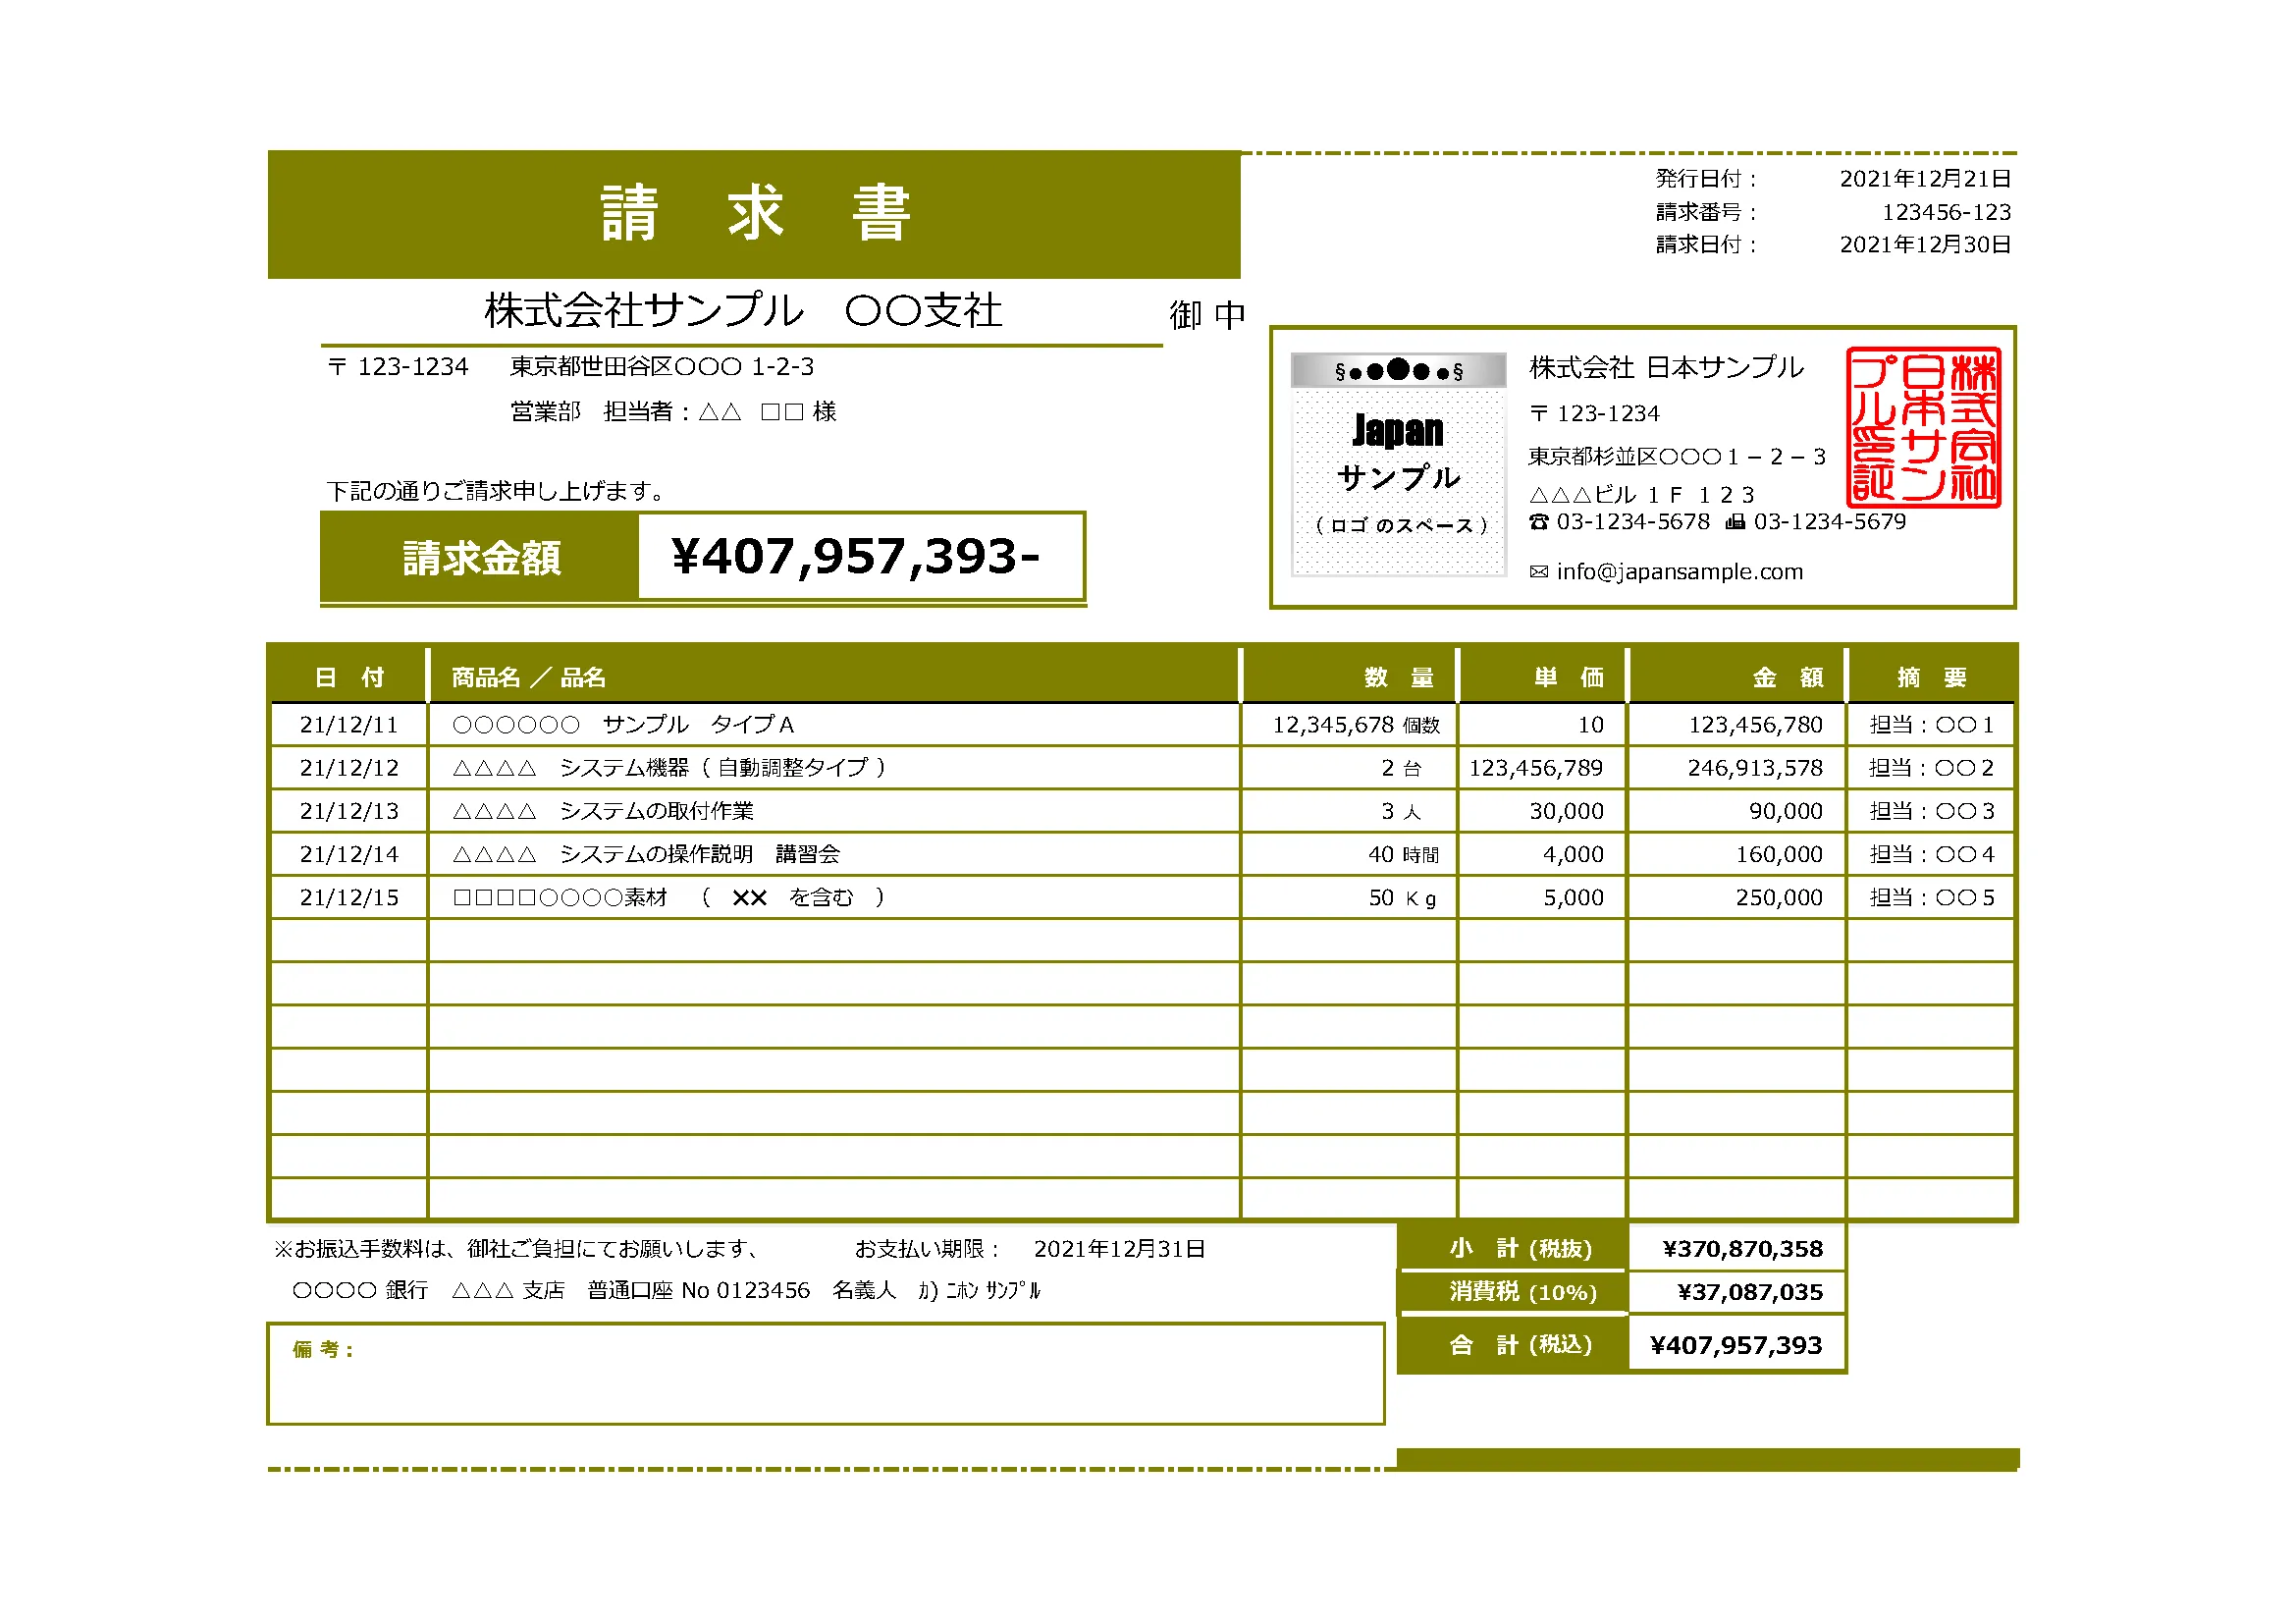 請 求 書
発行日付： 2021年12月21日
請求番号： 123456-123
請求日付： 2021年12月30日
株式会社サンプル 〇〇支社 御 中
〒 123-1234 東京都世田谷区〇〇〇 1-2-3
営業部 担当者：△△ □□ 様
下記の通りご請求申し上げます。
請求金額 ¥407,957,393-
§●●●●●§
Japan
サンプル
( ロゴ のスペース )
株式会社 日本サンプル
〒 123-1234
東京都杉並区〇〇〇１－２－３
△△△ビル １Ｆ １２３
☎ 03-1234-5678 📠 03-1234-5679
✉ info@japansample.com
株式会社
日本サン
プル印証
日 付 商品名 ／ 品名 数 量 単 価 金 額 摘 要
21/12/11 ○○○○○○ サンプル タイプＡ 12,345,678 個数 10 123,456,780 担当：〇〇１
21/12/12 △△△△ システム機器（ 自動調整タイプ ） 2 台 123,456,789 246,913,578 担当：〇〇２
21/12/13 △△△△ システムの取付作業 3 人 30,000 90,000 担当：〇〇３
21/12/14 △△△△ システムの操作説明 講習会 40 時間 4,000 160,000 担当：〇〇４
21/12/15 □□□□○○○○素材 （ ✕✕ を含む ） 50 Ｋg 5,000 250,000 担当：〇〇５
※お振込手数料は、御社ご負担にてお願いします、 お支払い期限： 2021年12月31日
〇〇〇〇 銀行 △△△ 支店 普通口座 No 0123456 名義人 ｶ) ﾆﾎﾝ ｻﾝﾌﾟﾙ
小 計 (税抜) ¥370,870,358
消費税 (10%) ¥37,087,035
合 計 (税込) ¥407,957,393
備 考：